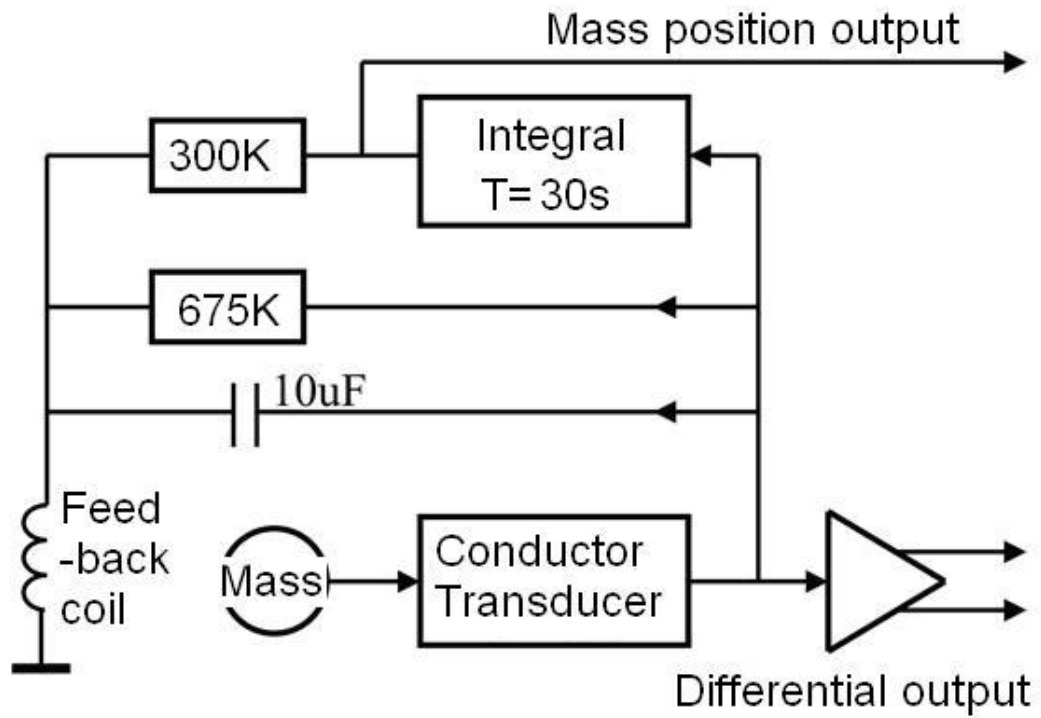 Mass position output
300K
Integral
T= 30s
675K
10uF
Feed
-back
coil
Mass
Conductor
Transducer
Differential output